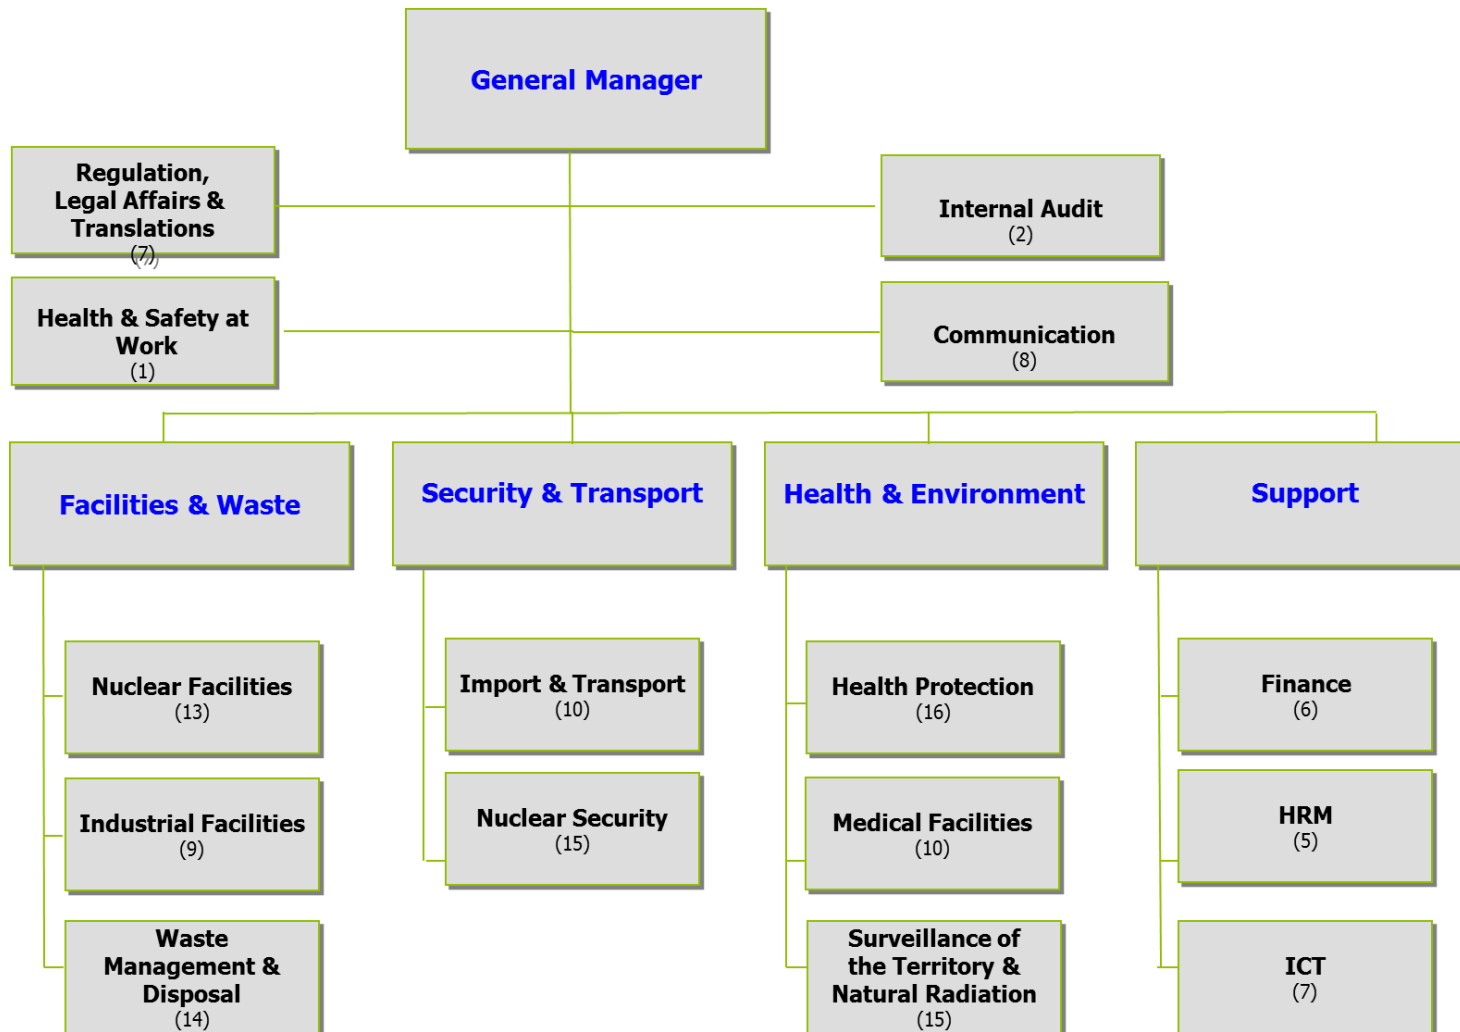 General Manager
Regulation,
Legal Affairs &
Translations
(7)
Internal Audit
(2)
Health & Safety at
Work
(1)
Communication
(8)
Facilities & Waste
Security & Transport
Health & Environment
Support
Nuclear Facilities
(13)
Import & Transport
(10)
Health Protection
(16)
Finance
(6)
Industrial Facilities
(9)
Nuclear Security
(15)
Medical Facilities
(10)
HRM
(5)
Waste
Management &
Disposal
(14)
Surveillance of
the Territory &
Natural Radiation
(15)
ICT
(7)